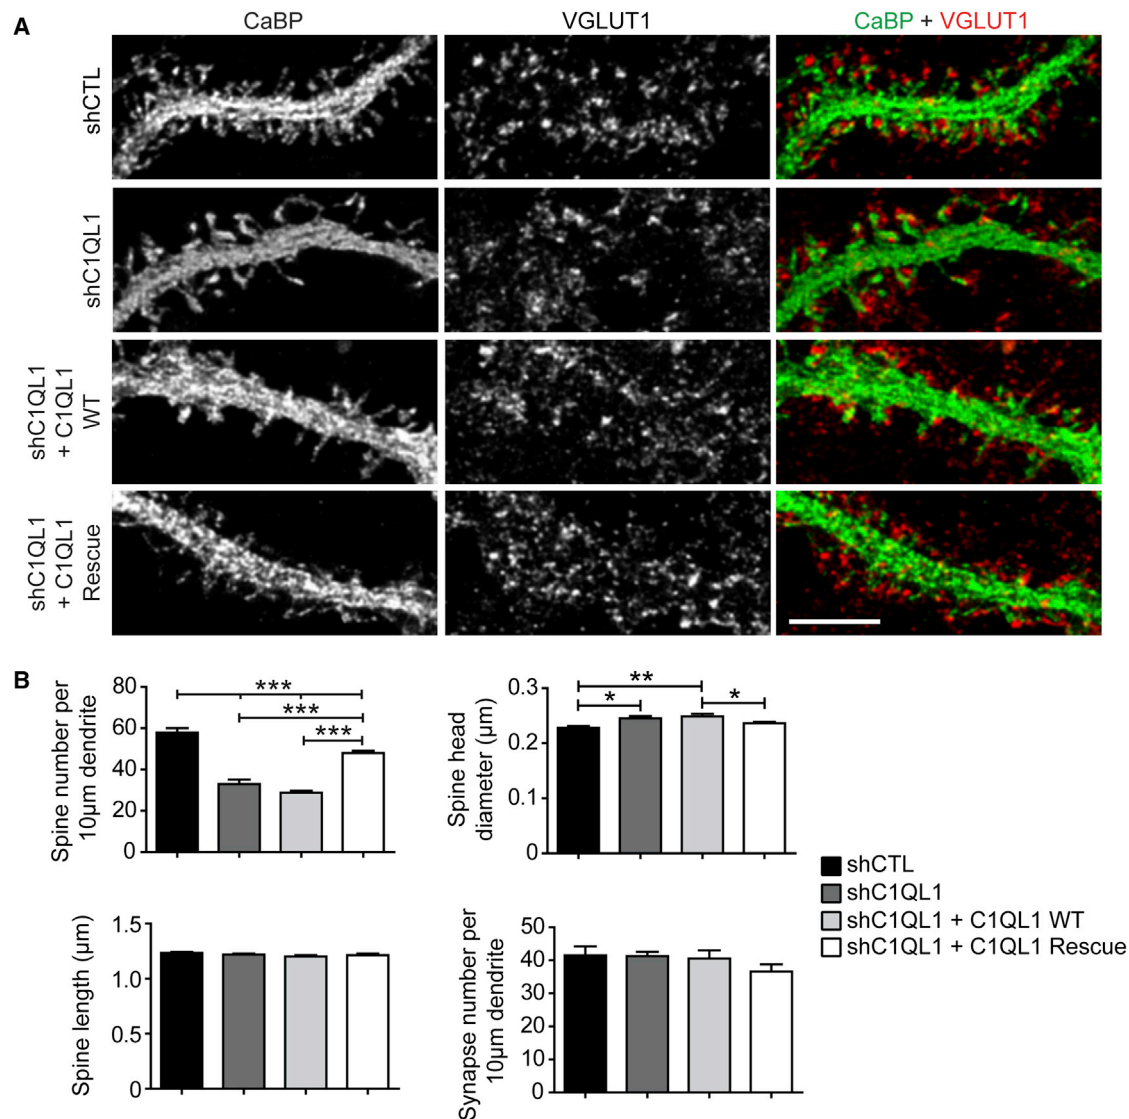 A
CaBP
VGLUT1
CaBP + VGLUT1
shCTL
shC1QL1
shC1QL1
+ C1QL1
WT
shC1QL1
+ C1QL1
Rescue
B
Spine number per
10μm dendrite
80
60
40
20
0
***
***
***
Spine head
diameter (μm)
0.3
0.2
0.1
0
**
*
*
Spine length (μm)
1.5
1.0
0.5
0
Synapse number per
10μm dendrite
50
40
30
20
10
0
shCTL
shC1QL1
shC1QL1 + C1QL1 WT
shC1QL1 + C1QL1 Rescue